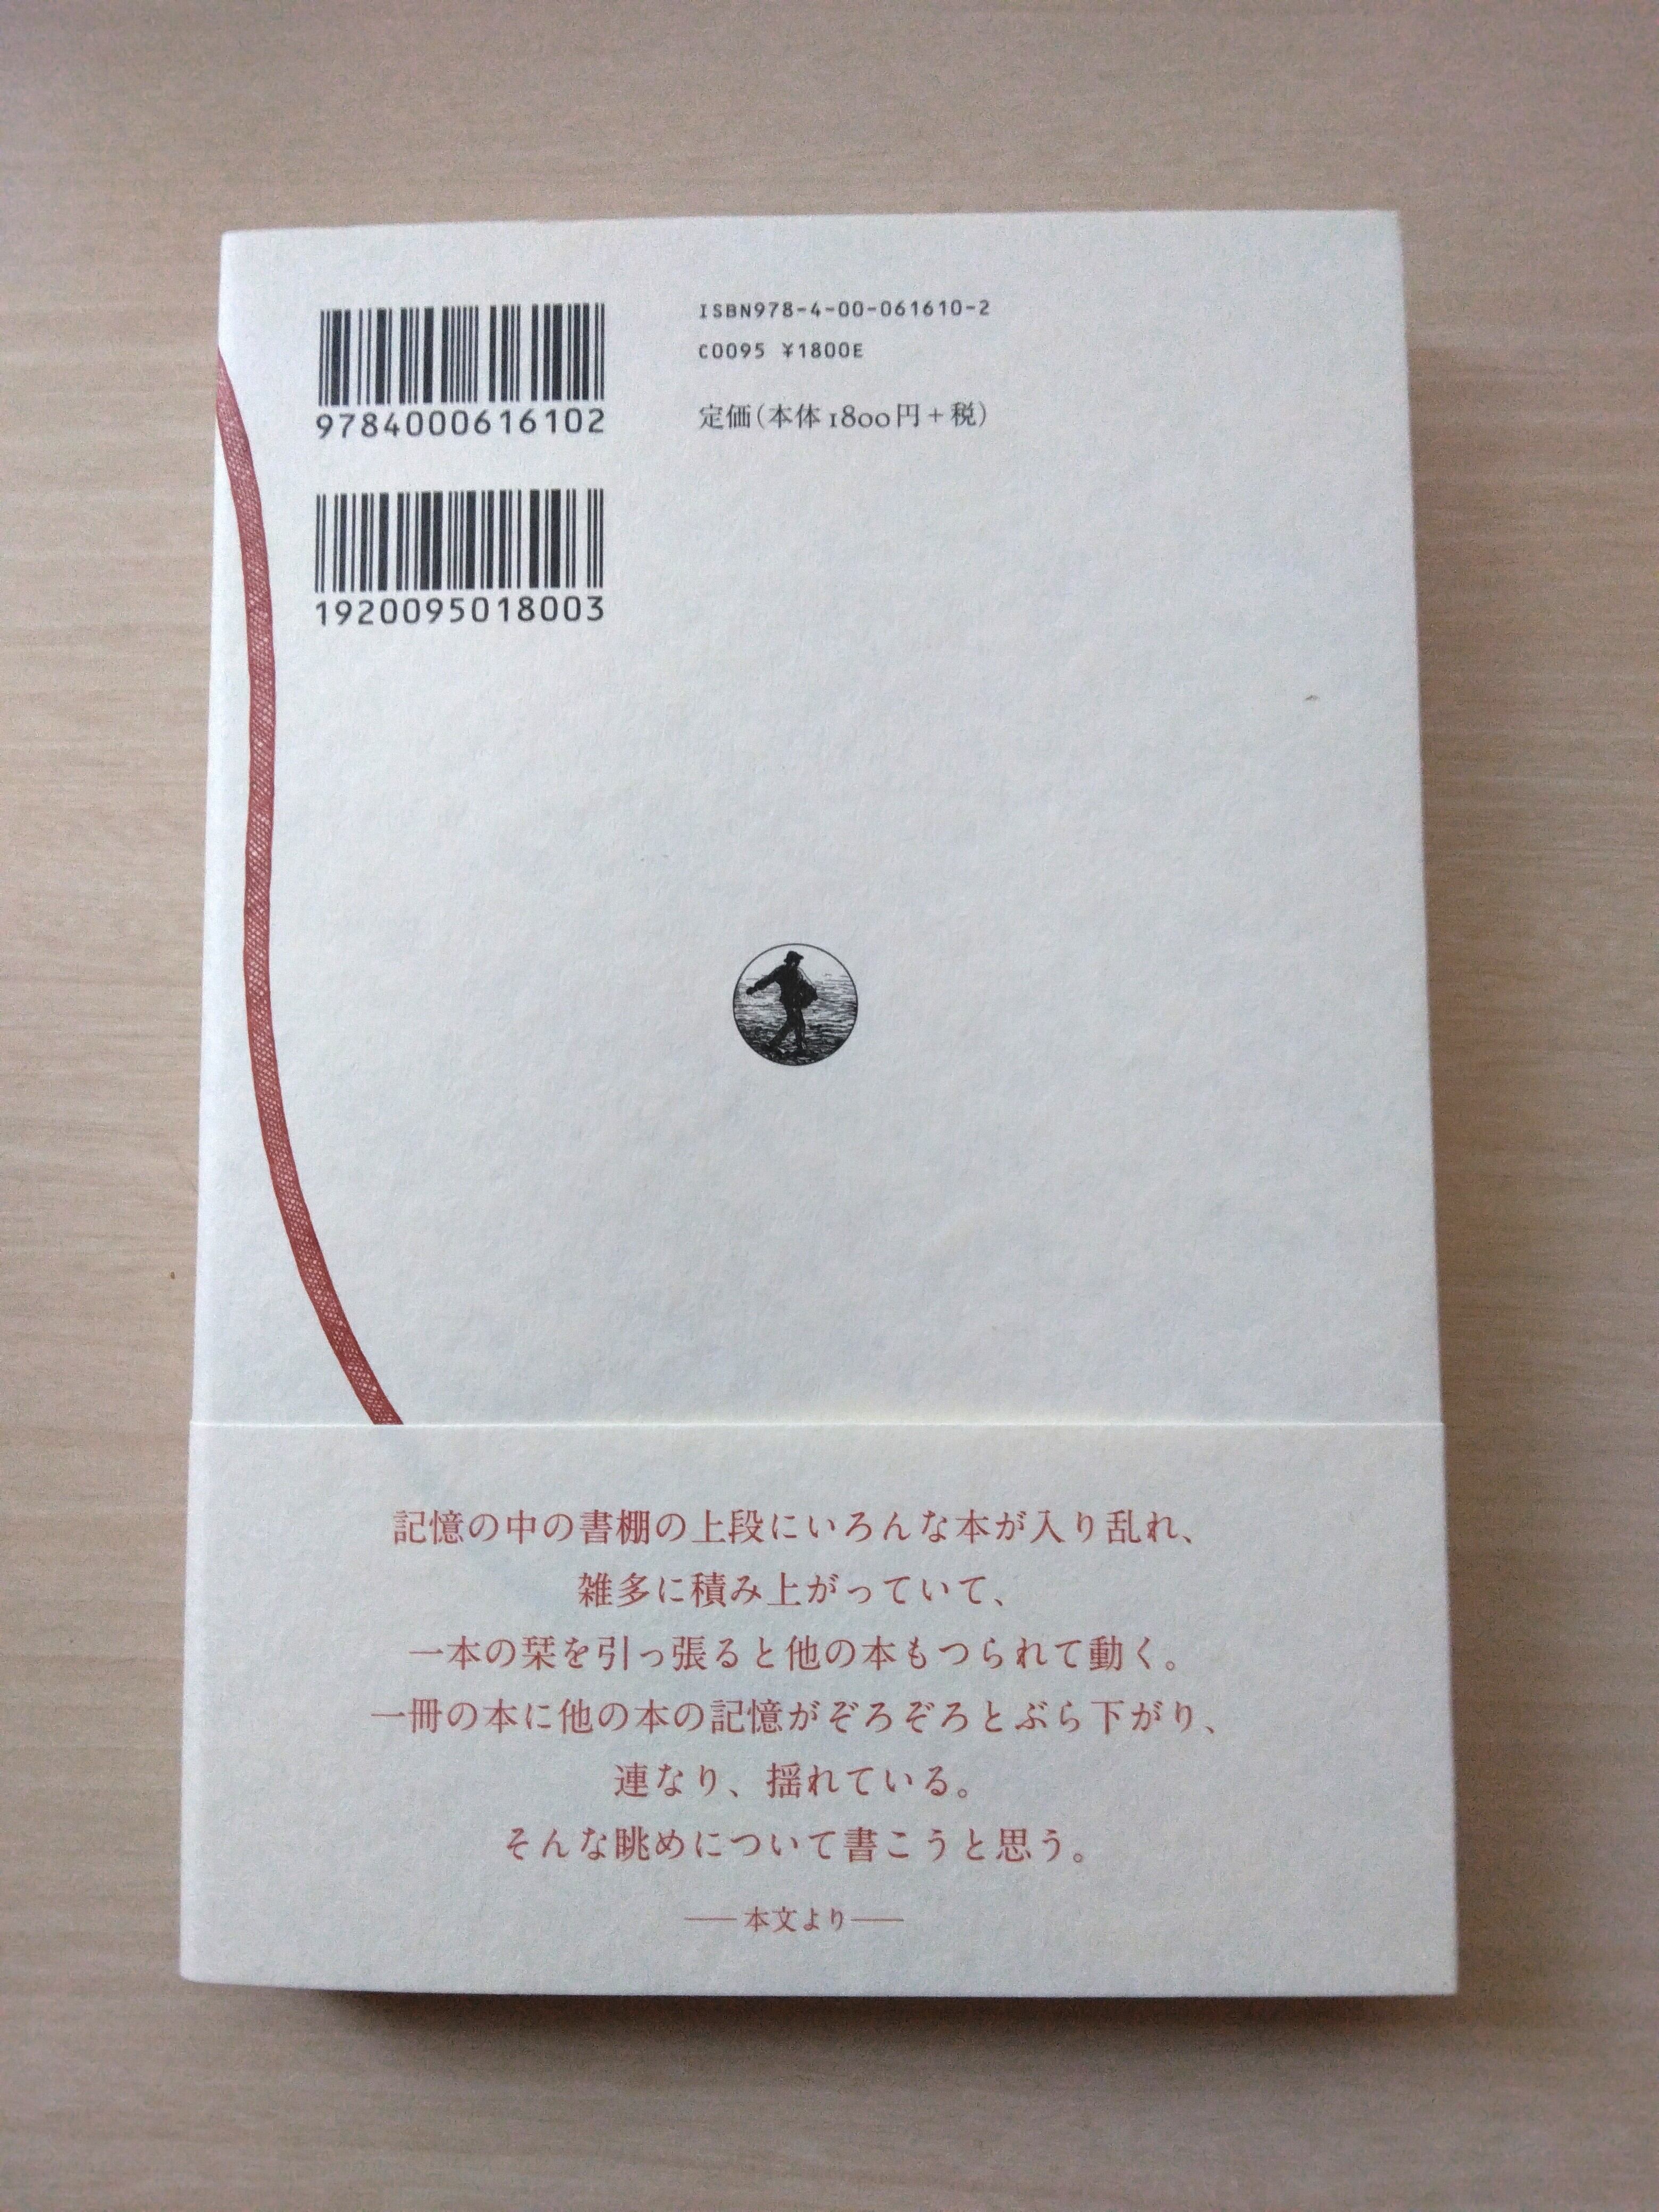 9784000616102
1920095018003
ISBN978-4-00-061610-2
C0095 ¥1800E
定価(本体1800円+税)
記憶の中の書棚の上段にいろんな本が入り乱れ、
雑多に積み上がっていて、
一本の栞を引っ張ると他の本もつられて動く。
一冊の本に他の本の記憶がぞろぞろとぶら下がり、
連なり、揺れている。
そんな眺めについて書こうと思う。
――本文より――